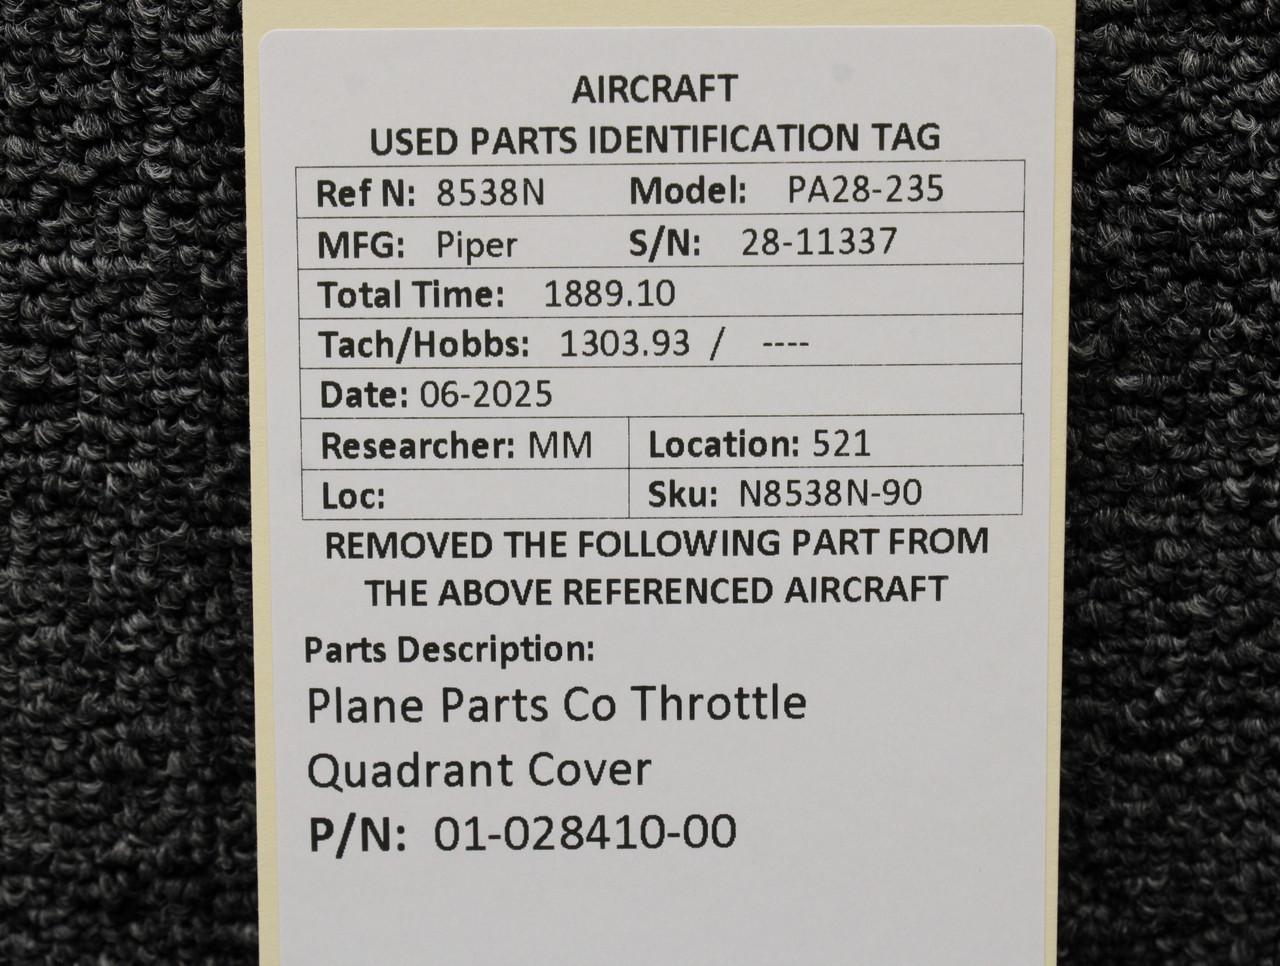 AIRCRAFT
USED PARTS IDENTIFICATION TAG
Ref N: 8538N Model: PA28-235
MFG: Piper S/N: 28-11337
Total Time: 1889.10
Tach/Hobbs: 1303.93 / ----
Date: 06-2025
Researcher: MM Location: 521
Loc: Sku: N8538N-90
REMOVED THE FOLLOWING PART FROM
THE ABOVE REFERENCED AIRCRAFT
Parts Description:
Plane Parts Co Throttle
Quadrant Cover
P/N: 01-028410-00